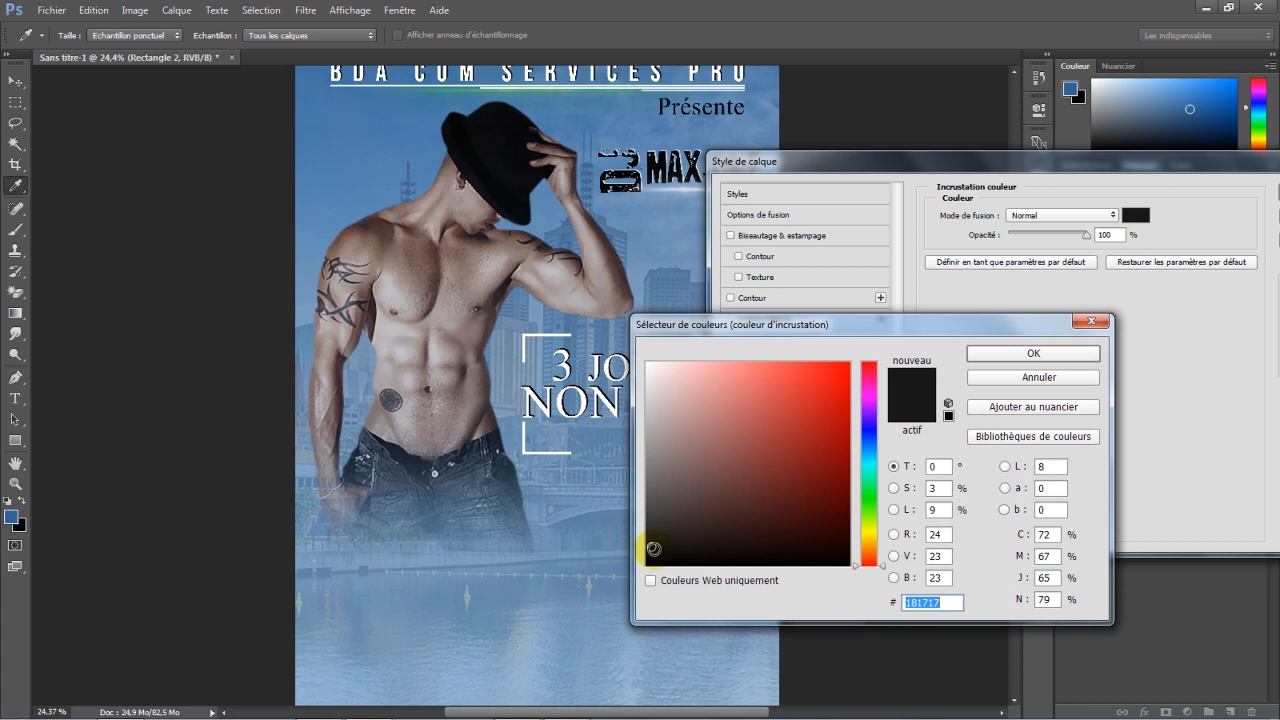 Ps Fichier Edition Image Calque Texte Sélection Filtre Affichage Fenêtre Aide
Taille : Echantillon ponctuel Echantillon : Tous les calques Afficher anneau d'échantillonnage Les indispensables
Sans titre-1 @ 24,4% (Rectangle 2, RVB/8) *
Couleur Nuancier
BDA COM SERVICES PRO
Présente
DJ MAX
3 JO
NON
Style de calque
Styles
Options de fusion
Biseautage & estampage
Contour
Texture
Contour
Incrustation couleur
Couleur
Mode de fusion : Normal
Opacité : 100 %
Définir en tant que paramètres par défaut Restaurer les paramètres par défaut
Sélecteur de couleurs (couleur d'incrustation)
nouveau
actif
OK
Annuler
Ajouter au nuancier
Bibliothèques de couleurs
T : 0 ° L : 8
S : 3 % a : 0
L : 9 % b : 0
R : 24 C : 72 %
V : 23 M : 67 %
B : 23 J : 65 %
# 181717 N : 79 %
Couleurs Web uniquement
24,37 % Doc : 24,9 Mo/82,5 Mo